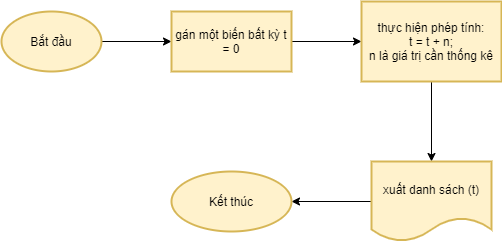 Bắt đầu
gán một biến bất kỳ t
= 0
thực hiện phép tính:
t = t + n;
n là giá trị cần thống kê
xuất danh sách (t)
Kết thúc